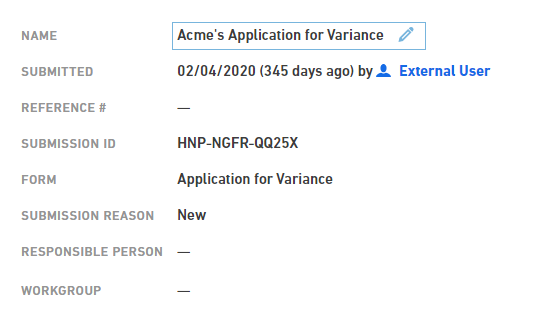 NAME Acme's Application for Variance
SUBMITTED 02/04/2020 (345 days ago) by External User
REFERENCE # —
SUBMISSION ID HNP-NGFR-QQ25X
FORM Application for Variance
SUBMISSION REASON New
RESPONSIBLE PERSON —
WORKGROUP —